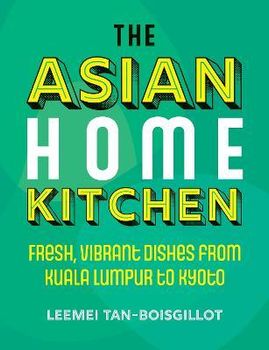 THE
ASIAN
HOME
KITCHEN
FRESH, VIBRANT DISHES FROM
KUALA LUMPUR TO KYOTO
LEEMEI TAN-BOISGILLOT